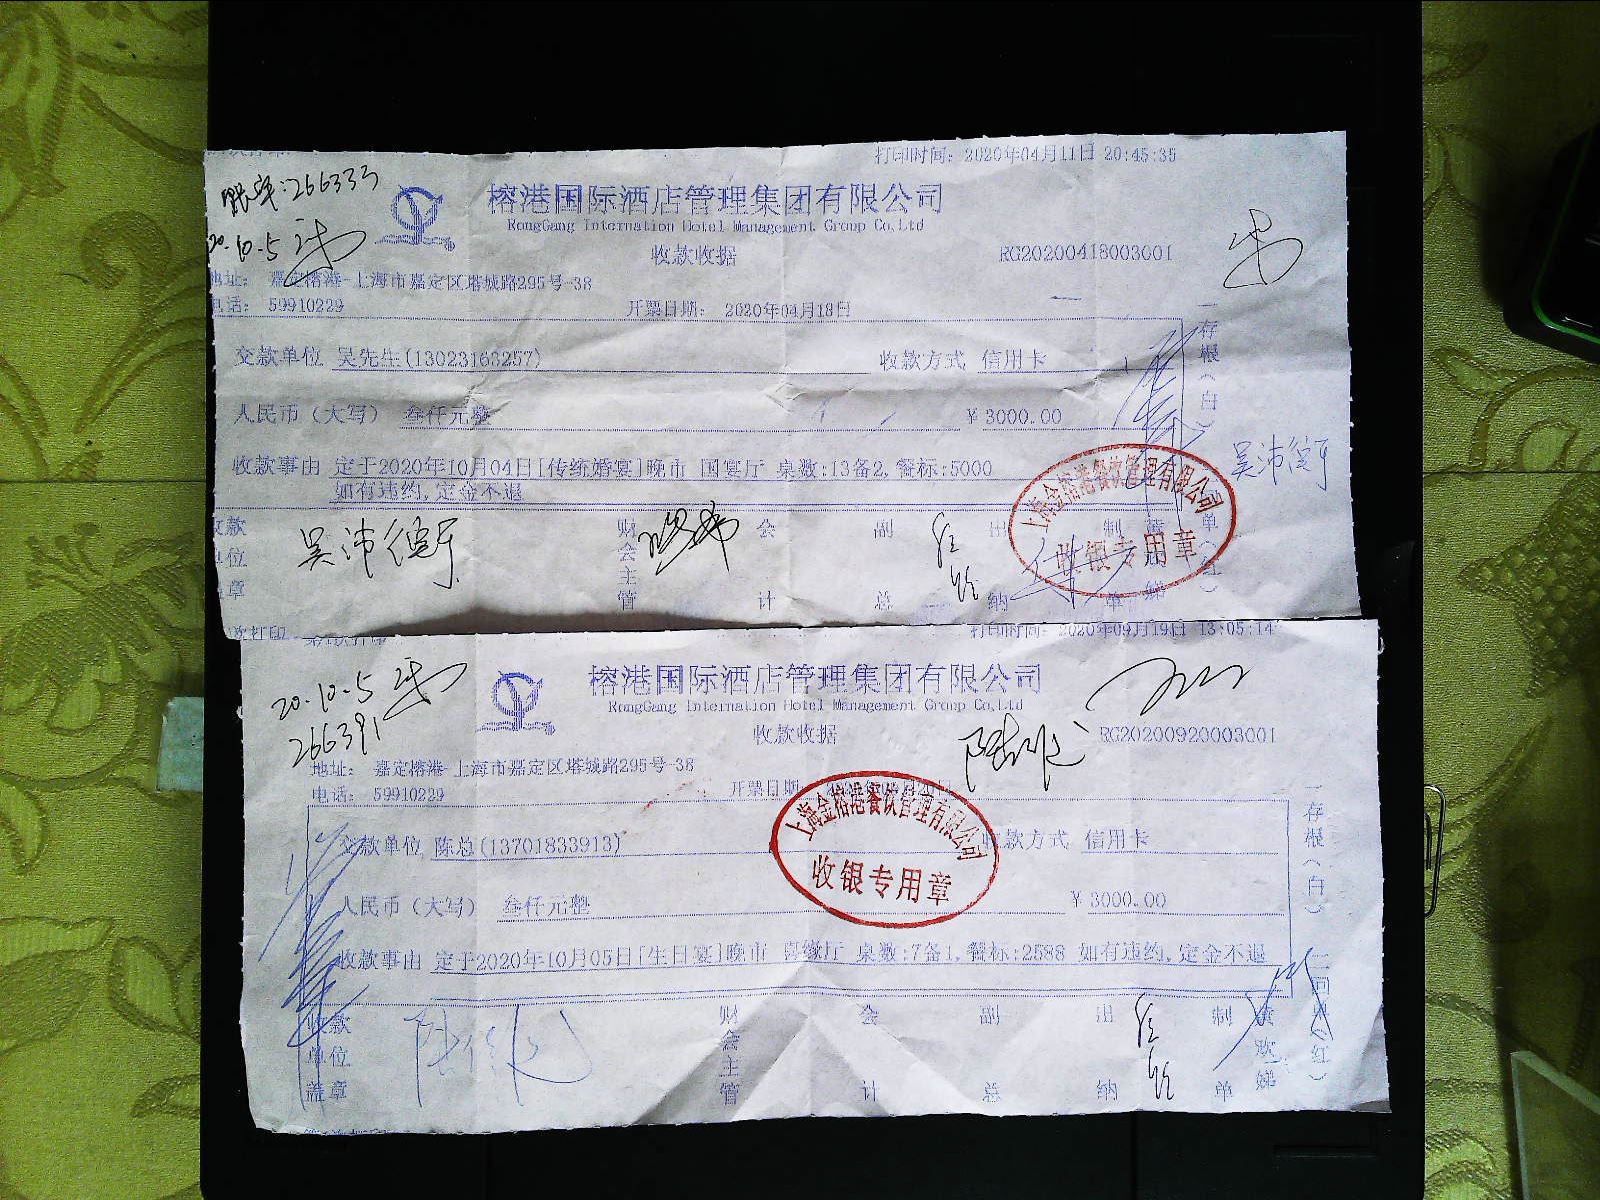 打印时间: 2020年04月11日 20:45:35
账单:266333
榕港国际酒店管理集团有限公司
RongGang Internation Hotel Management Group Co,Ltd
20.10.5
收款收据
RG20200418003001
地址: 嘉定榕港-上海市嘉定区塔城路295号-38
电话: 59910229
开票日期: 2020年04月18日
交款单位 吴先生(13023163257)
收款方式 信用卡
人民币(大写) 叁仟元整
¥3000.00
收款事由 定于2020年10月04日[传统婚宴]晚市 国宴厅 桌数:13备2,餐标:5000
如有违约,定金不退
一存根(白)
吴沛
上海金榕港餐饮管理有限公司
收银专用章
收款单位盖章
吴沛
财会主管
会计
副总
出纳
制单
次打印 第1次打印
打印时间: 2020年09月19日 13:05:14
榕港国际酒店管理集团有限公司
RongGang Internation Hotel Management Group Co,Ltd
20.10-5
266391
收款收据
RG20200920003001
地址: 嘉定榕港-上海市嘉定区塔城路295号-38
电话: 59910229
开票日期
上海金榕港餐饮管理有限公司
收银专用章
交款单位 陈总(13701833913)
收款方式 信用卡
人民币(大写) 叁仟元整
¥3000.00
收款事由 定于2020年10月05日[生日宴]晚市 喜缘厅 桌数:7备1,餐标:2588 如有违约,定金不退
一存根(白)
收款单位盖章
财会主管
会计
副总
出纳
制单